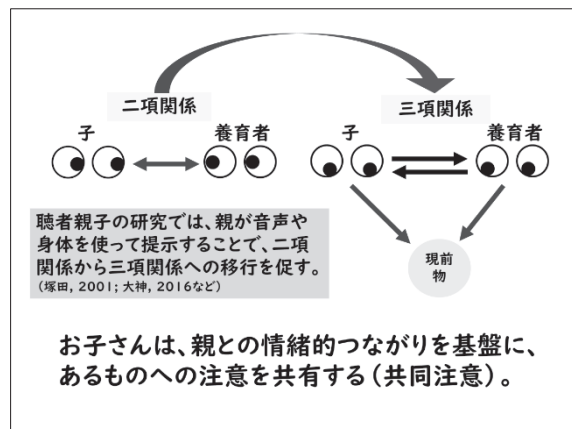 二項関係
三項関係
子
養育者
子
養育者
聴者親子の研究では、親が音声や
身体を使って提示することで、二項
関係から三項関係への移行を促す。
(塚田, 2001; 大神, 2016など)
現前
物
お子さんは、親との情緒的つながりを基盤に、
あるものへの注意を共有する(共同注意)。